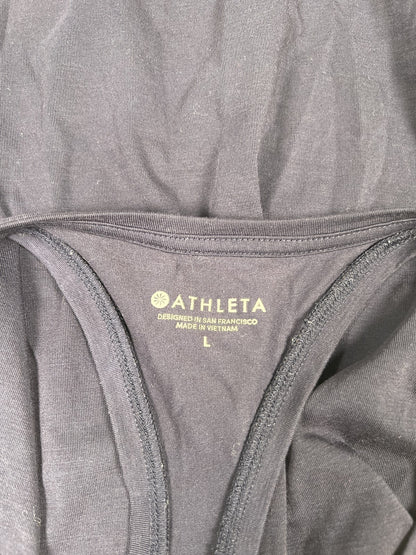 ATHLETA
DESIGNED IN SAN FRANCISCO
MADE IN VIETNAM
L